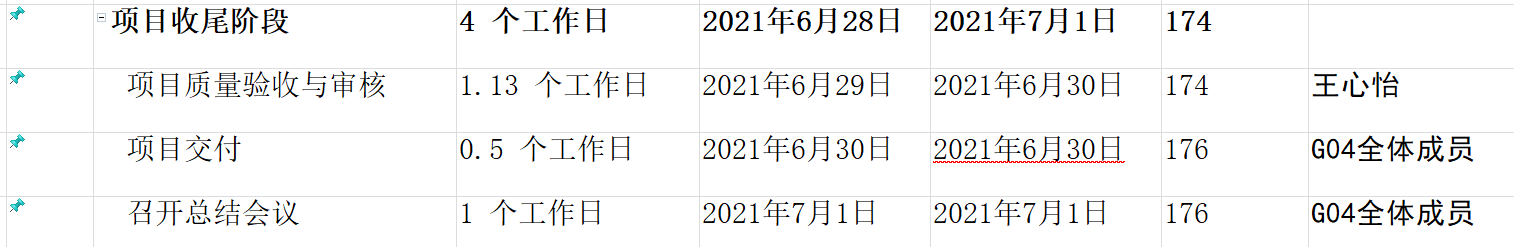 项目收尾阶段 4 个工作日 2021年6月28日 2021年7月1日 174
项目质量验收与审核 1.13 个工作日 2021年6月29日 2021年6月30日 174 王心怡
项目交付 0.5 个工作日 2021年6月30日 2021年6月30日 176 G04全体成员
召开总结会议 1 个工作日 2021年7月1日 2021年7月1日 176 G04全体成员